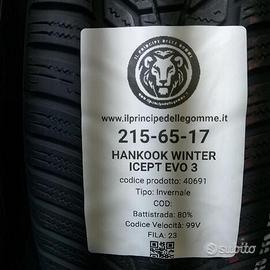 IL PRINCIPE DELLE GOMME
www.ilprincipedellegomme.it
215-65-17
HANKOOK WINTER
ICEPT EVO 3
codice prodotto: 40691
Tipo: Invernale
COD:
Battistrada: 80%
Codice Velocità: 99V
FILA: 23
subito